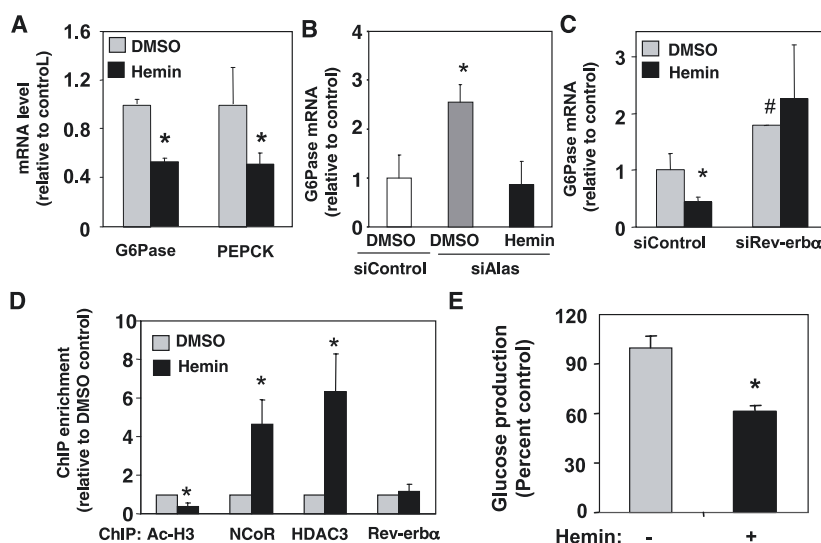 A
mRNA level
(relative to controlL)
1.6
1.2
0.8
0.4
0
DMSO
Hemin
*
*
G6Pase
PEPCK
B
G6Pase mRNA
(relative to control)
4
3
2
1
0
*
DMSO
DMSO
Hemin
siControl
siAlas
C
G6Pase mRNA
(relative to control)
3
2
1
0
DMSO
Hemin
*
#
siControl
siRev-erbα
D
ChIP enrichment
(relative to DMSO control)
10
8
6
4
2
0
DMSO
Hemin
*
*
*
ChIP: Ac-H3
NCoR
HDAC3
Rev-erbα
E
Glucose production
(Percent control)
120
90
60
30
0
*
Hemin: - +